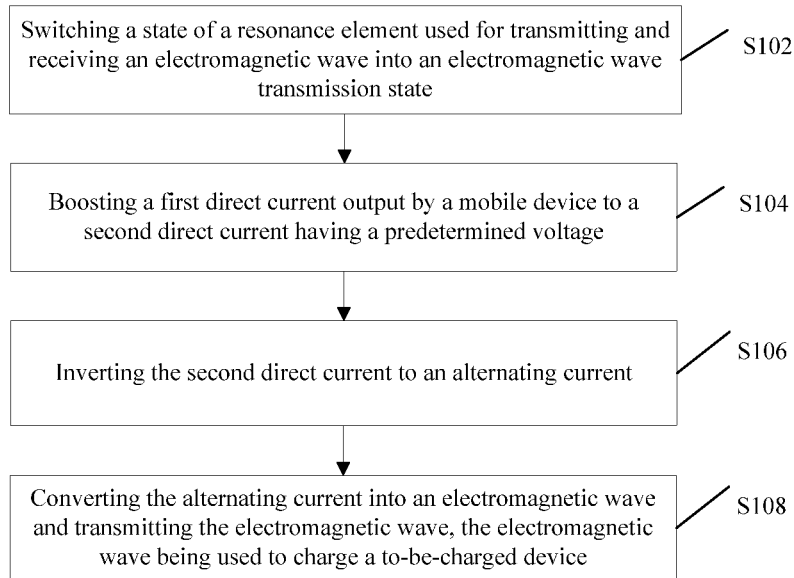 Switching a state of a resonance element used for transmitting and
receiving an electromagnetic wave into an electromagnetic wave
transmission state
S102
Boosting a first direct current output by a mobile device to a
second direct current having a predetermined voltage
S104
Inverting the second direct current to an alternating current
S106
Converting the alternating current into an electromagnetic wave
and transmitting the electromagnetic wave, the electromagnetic
wave being used to charge a to-be-charged device
S108